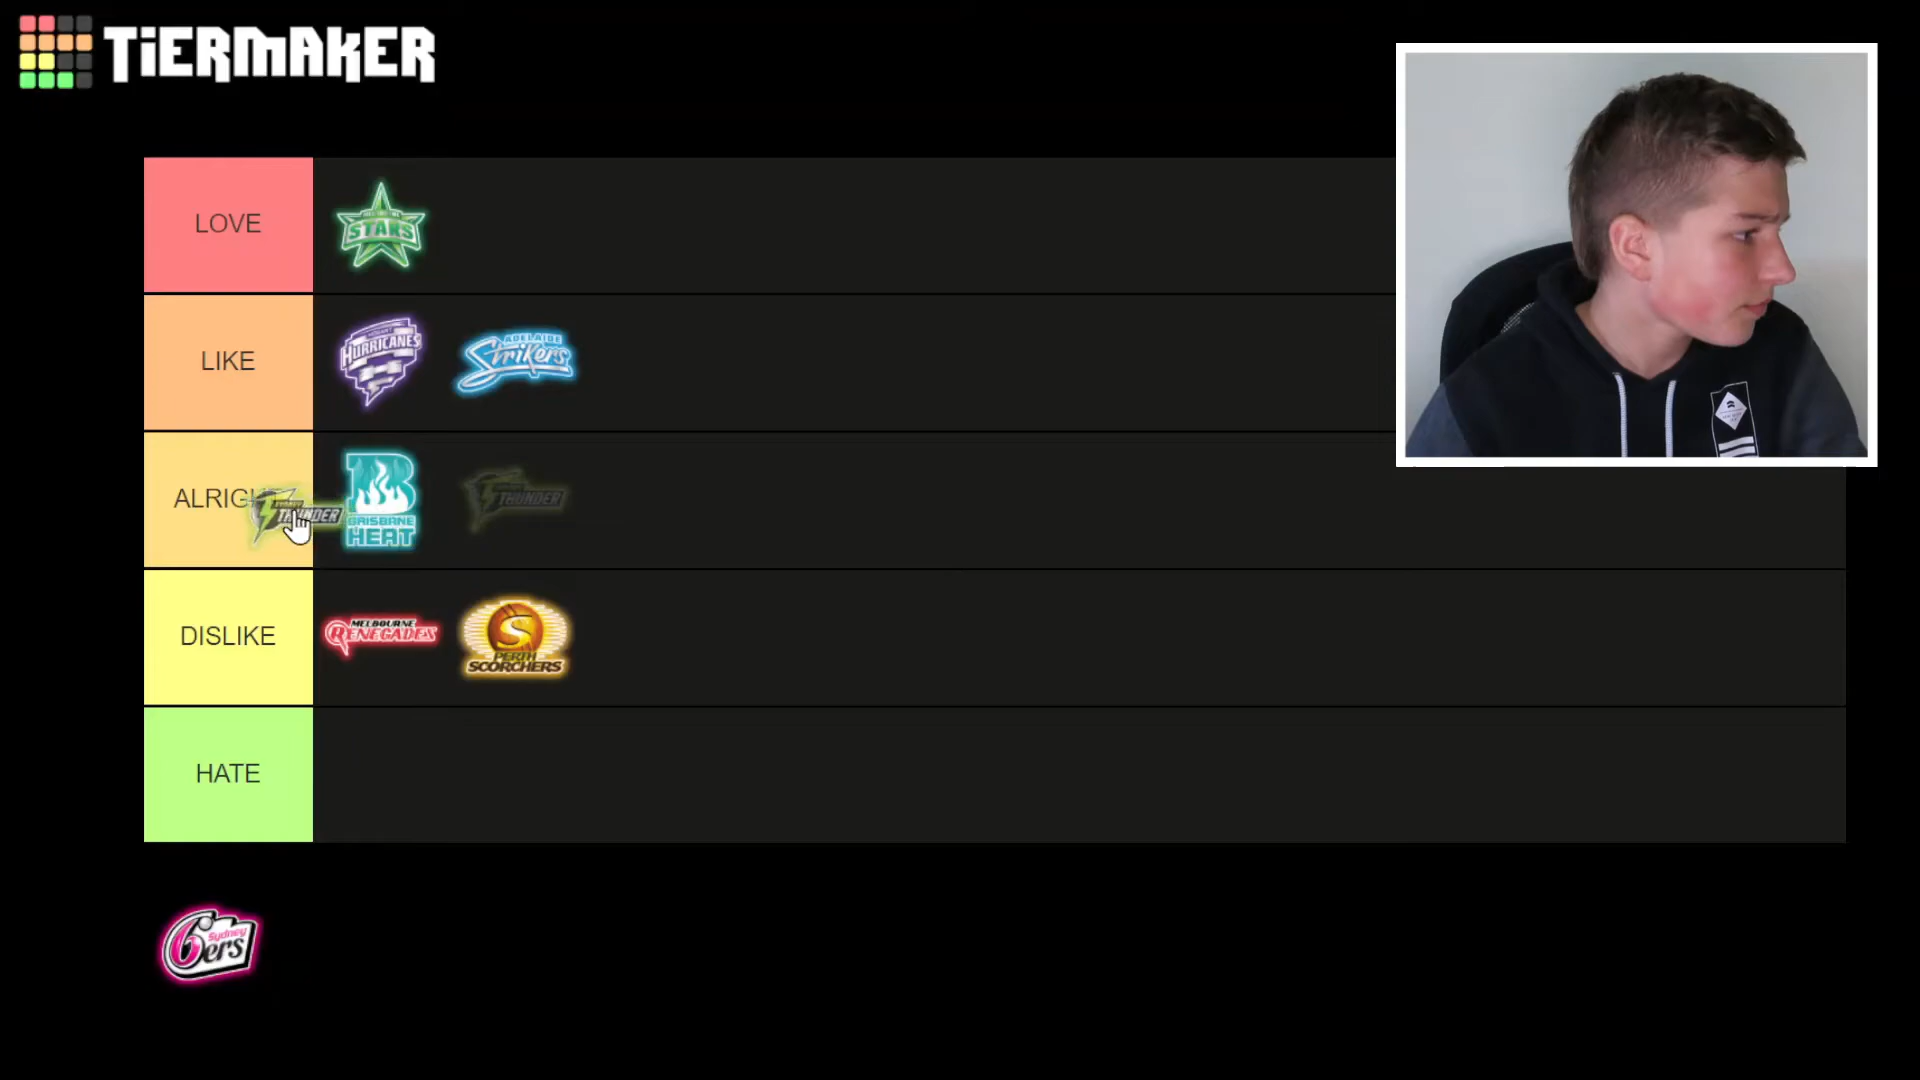 TIERMAKER
LOVE
STARS
LIKE
HURRICANES
ADELAIDE
Strikers
ALRIG
THUNDER
BRISBANE
HEAT
THUNDER
DISLIKE
MELBOURNE
RENEGADES
S
PERTH
SCORCHERS
HATE
Sydney
6ers